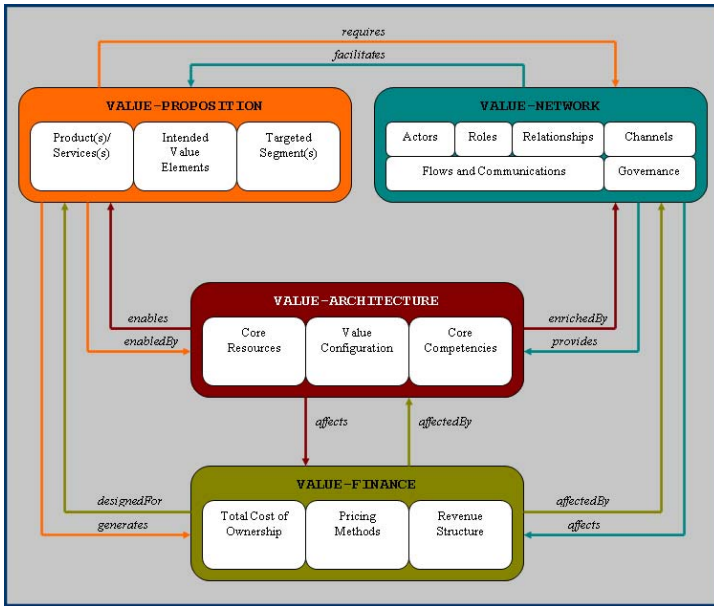 requires
facilitates
VALUE-PROPOSITION
Product(s)/
Services(s)
Intended
Value
Elements
Targeted
Segment(s)
VALUE-NETWORK
Actors
Roles
Relationships
Channels
Flows and Communications
Governance
VALUE-ARCHITECTURE
Core
Resources
Value
Configuration
Core
Competencies
enables
enabledBy
enrichedBy
provides
affects
affectedBy
VALUE-FINANCE
Total Cost of
Ownership
Pricing
Methods
Revenue
Structure
designedFor
generates
affectedBy
affects